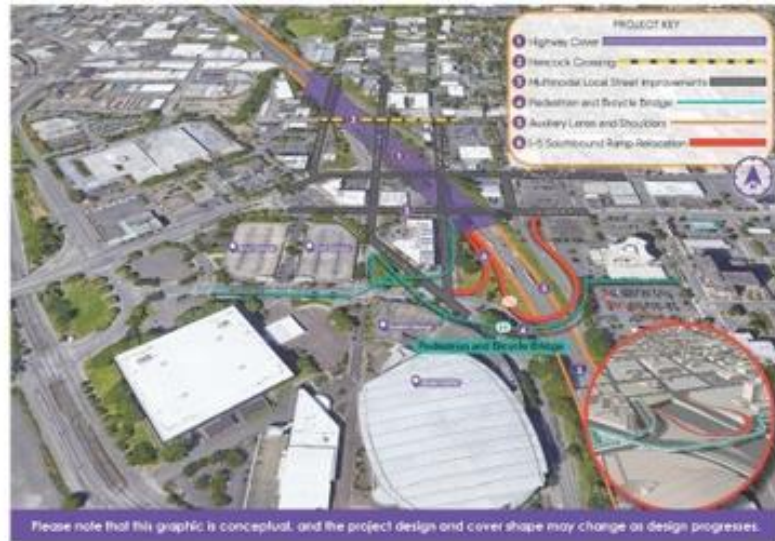 PROJECT KEY
1 Highway Cover
2 Hancock Crossing
3 Multimodal Local Street Improvements
4 Pedestrian and Bicycle Bridge
5 Auxiliary Lanes and Shoulders
6 I-5 Southbound Ramp Relocation
Pedestrian and Bicycle Bridge
Please note that this graphic is conceptual, and the project design and cover shape may change as design progresses.